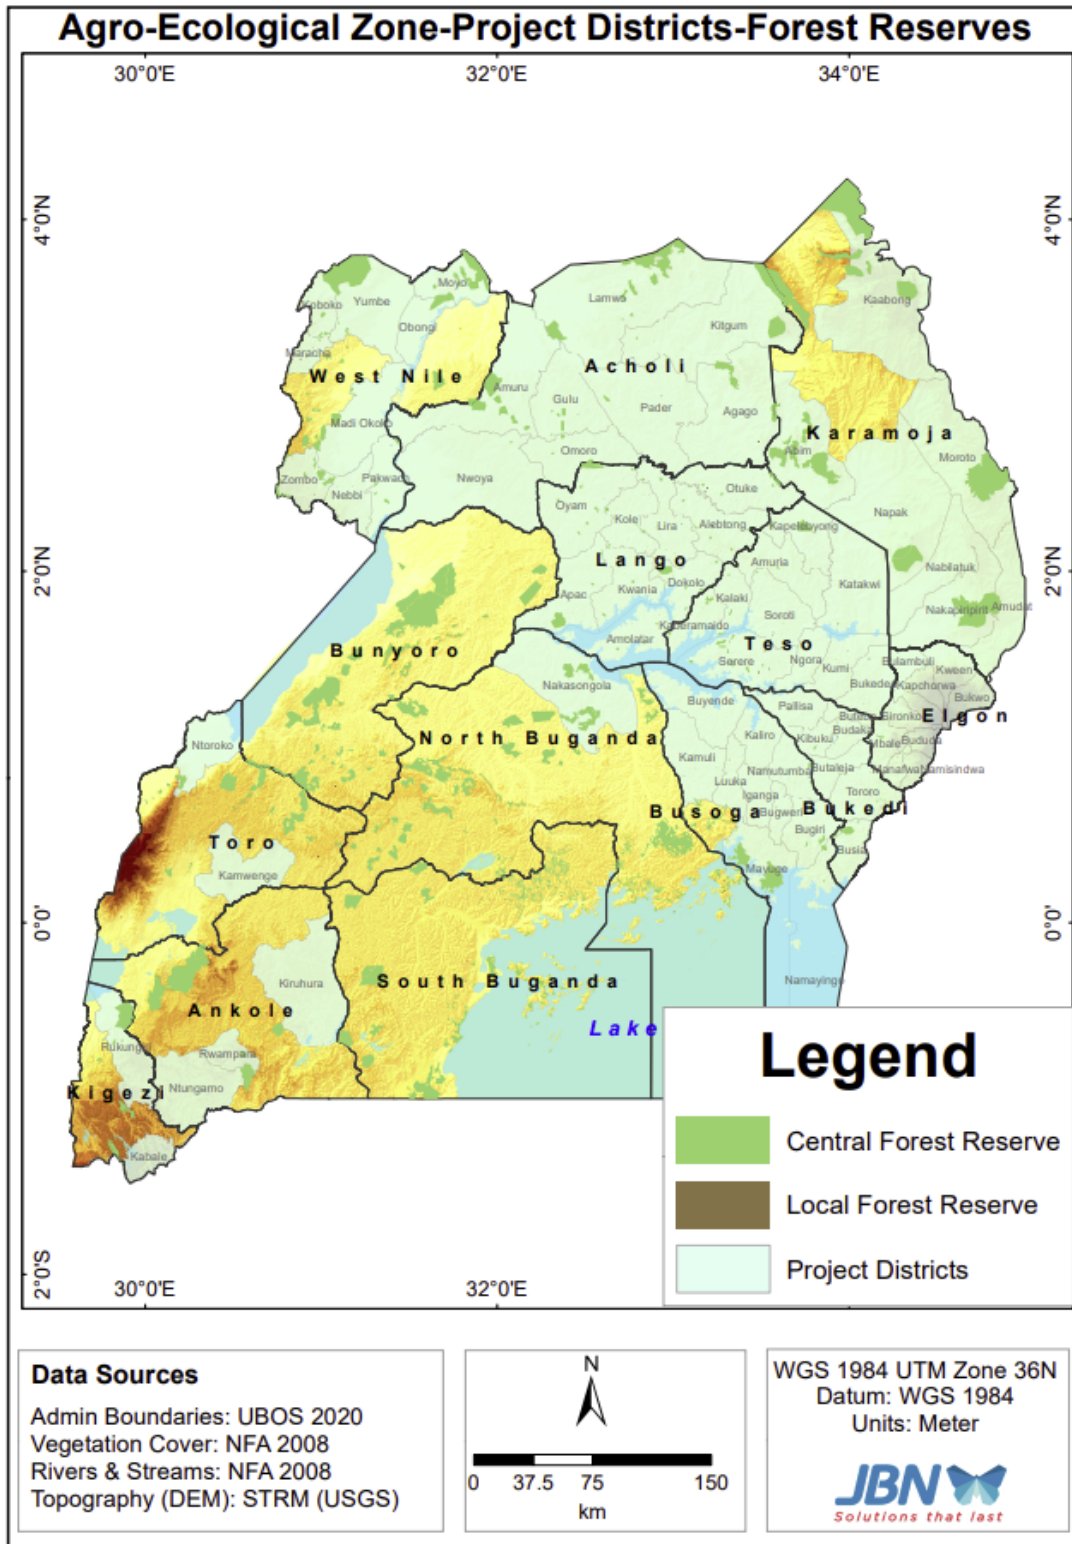 Agro-Ecological Zone-Project Districts-Forest Reserves
30°0'E 32°0'E 34°0'E
4°0'N 4°0'N
Moyo
Koboko Yumbe
Lamwo Kaabong
Obongi
Kitgum
Maracha
West Nile Acholi
Amuru
Gulu
Pader Agago
Madi Okoko Karamoja
Omoro Abim
Moroto
Zombo Pakwach Nwoya
Nebbi Otuke
Oyam
Kole Lira Alebtong Kapelebyong Napak
2°0'N Lango Amuria Nabilatuk 2°0'N
Kwania Dokolo Katakwi
Apac Kalaki Nakapiripirit Amudat
Soroti
Kaberamaido
Amolatar Teso
Bunyoro Serere Ngora Kumi Bulambuli
Kween
Nakasongola Bukedea Kapchorwa
Buyende Pallisa Bukwo
Butebo Sironko Elgon
Ntoroko North Buganda Kaliro Kibuku Budaka
Mbale Bududa
Kamuli Namutumba Butaleja Manafwa Namisindwa
Luuka
Iganga Tororo
Busoga Bugweri Bukedi
Bugiri
Toro Busia
Kamwenge Mayuge
0°0' 0°0'
Kiruhura South Buganda Namayingo
Ankole
Lake
Rukungiri Rwampara
Kigezi Ntungamo
Kabale
2°0'S
30°0'E 32°0'E
Legend
Central Forest Reserve
Local Forest Reserve
Project Districts
Data Sources
Admin Boundaries: UBOS 2020
Vegetation Cover: NFA 2008
Rivers & Streams: NFA 2008
Topography (DEM): STRM (USGS)
N
0 37.5 75 150
km
WGS 1984 UTM Zone 36N
Datum: WGS 1984
Units: Meter
JBN
Solutions that last